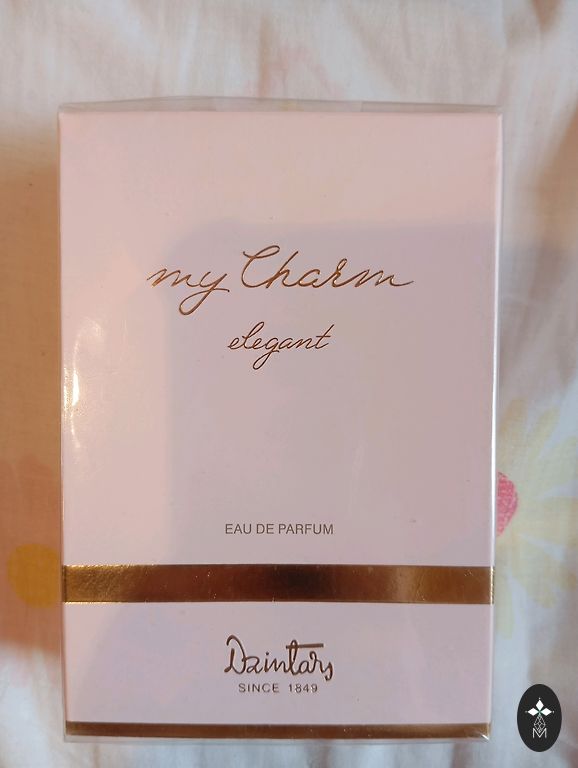 my Charm
elegant
EAU DE PARFUM
Dzintars
SINCE 1849
M